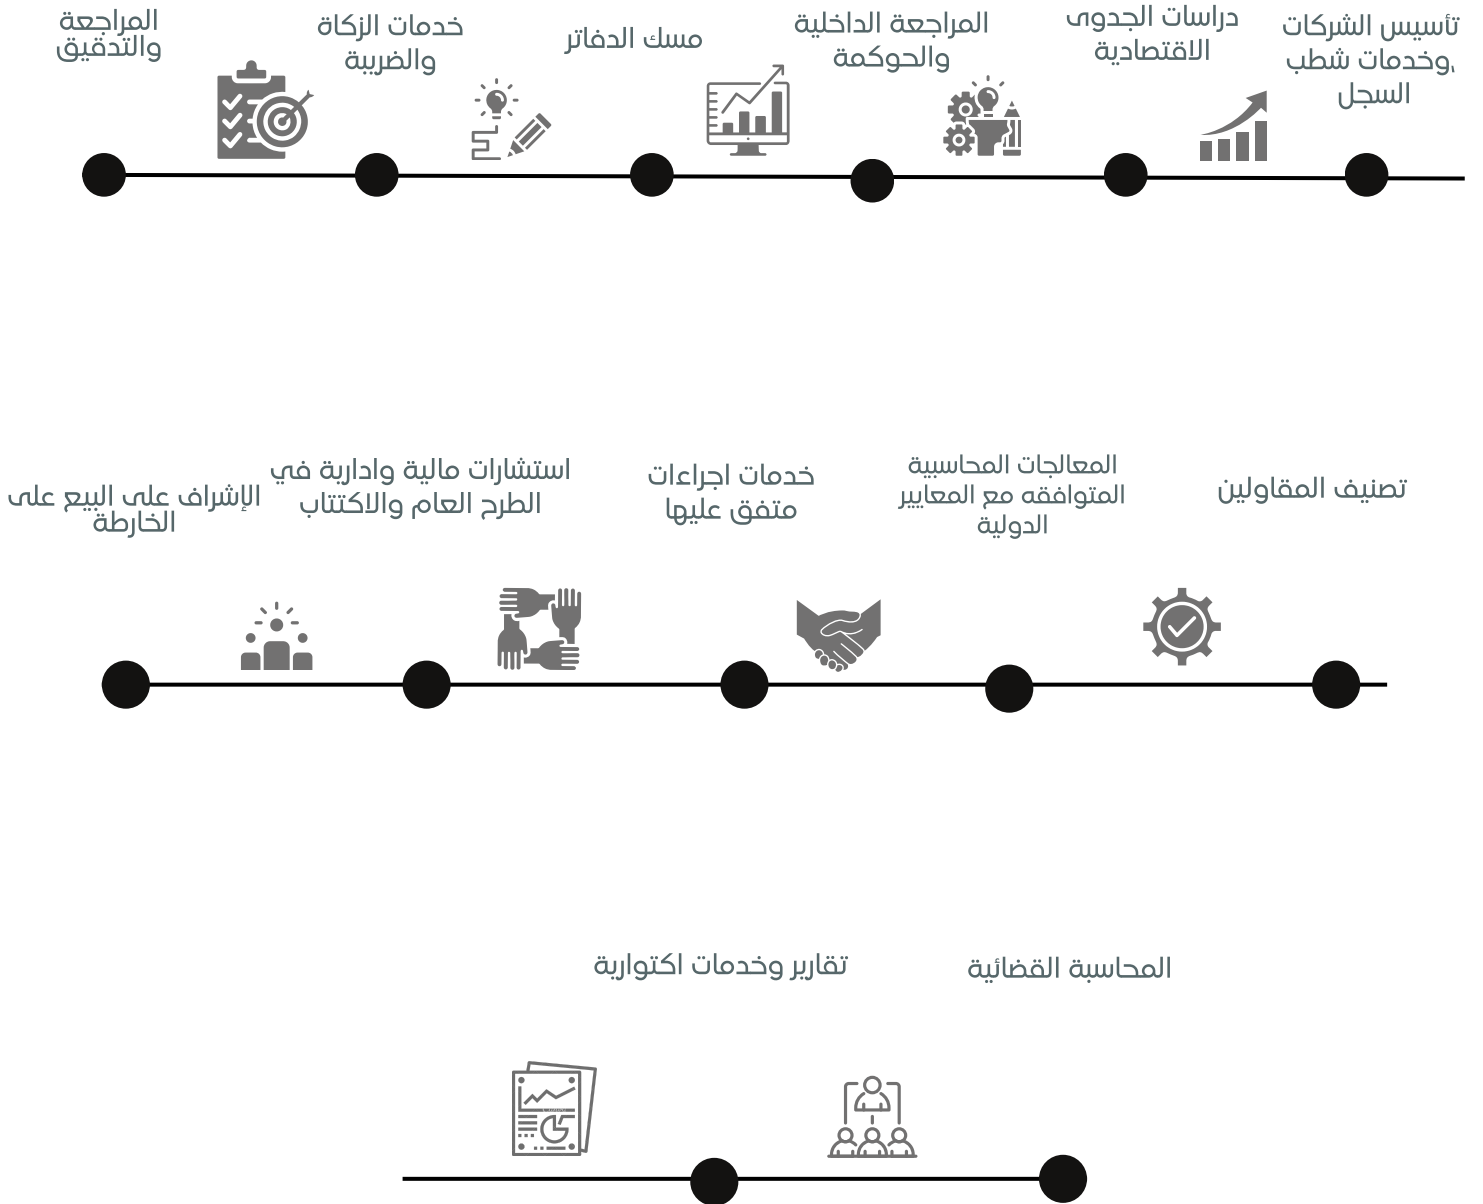 تأسيس الشركات
,وخدمات شطب
السجل
دراسات الجدوى
الاقتصادية
المراجعة الداخلية
والحوكمة
مسك الدفاتر
خدمات الزكاة
والضريبة
المراجعة
والتدقيق
تصنيف المقاولين
المعالجات المحاسبية
المتوافقه مع المعايير
الدولية
خدمات اجراءات
متفق عليها
استشارات مالية وادارية في
الطرح العام والاكتتاب
الإشراف على البيع على
الخارطة
المحاسبة القضائية
تقارير وخدمات اكتوارية